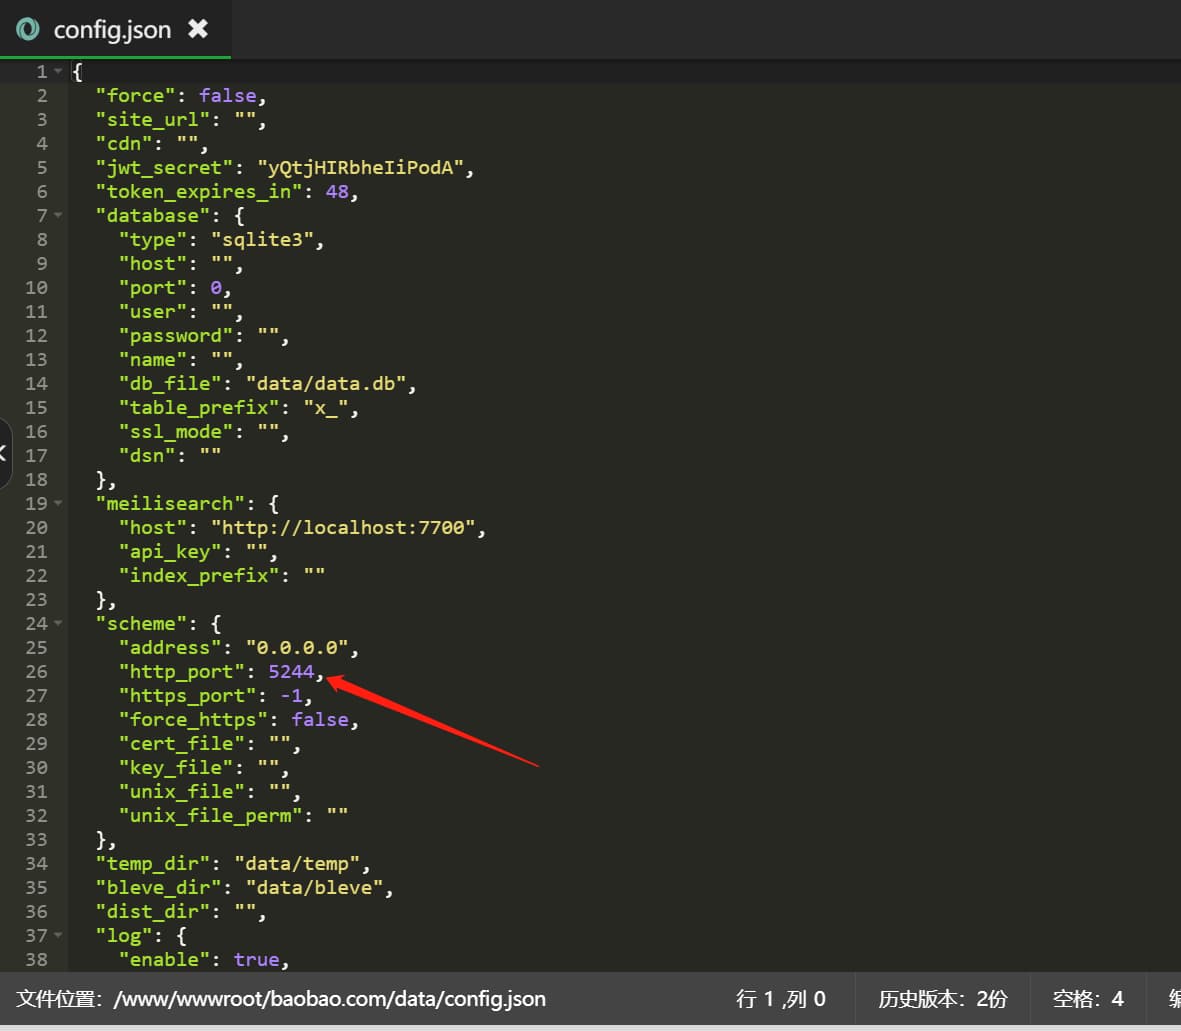 config.json ✖
1 {
2 "force": false,
3 "site_url": "",
4 "cdn": "",
5 "jwt_secret": "yQtjHIRbheIiPodA",
6 "token_expires_in": 48,
7 "database": {
8 "type": "sqlite3",
9 "host": "",
10 "port": 0,
11 "user": "",
12 "password": "",
13 "name": "",
14 "db_file": "data/data.db",
15 "table_prefix": "x_",
16 "ssl_mode": "",
17 "dsn": ""
18 },
19 "meilisearch": {
20 "host": "http://localhost:7700",
21 "api_key": "",
22 "index_prefix": ""
23 },
24 "scheme": {
25 "address": "0.0.0.0",
26 "http_port": 5244,
27 "https_port": -1,
28 "force_https": false,
29 "cert_file": "",
30 "key_file": "",
31 "unix_file": "",
32 "unix_file_perm": ""
33 },
34 "temp_dir": "data/temp",
35 "bleve_dir": "data/bleve",
36 "dist_dir": "",
37 "log": {
38 "enable": true,
文件位置：/www/wwwroot/baobao.com/data/config.json 行 1 ,列 0 历史版本：2份 空格：4